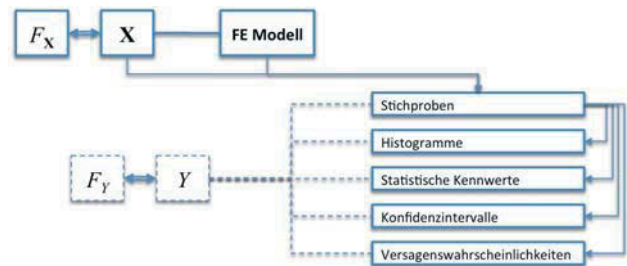 F_X X FE Modell
Stichproben
Histogramme
Statistische Kennwerte
F_Y Y
Konfidenzintervalle
Versagenswahrscheinlichkeiten